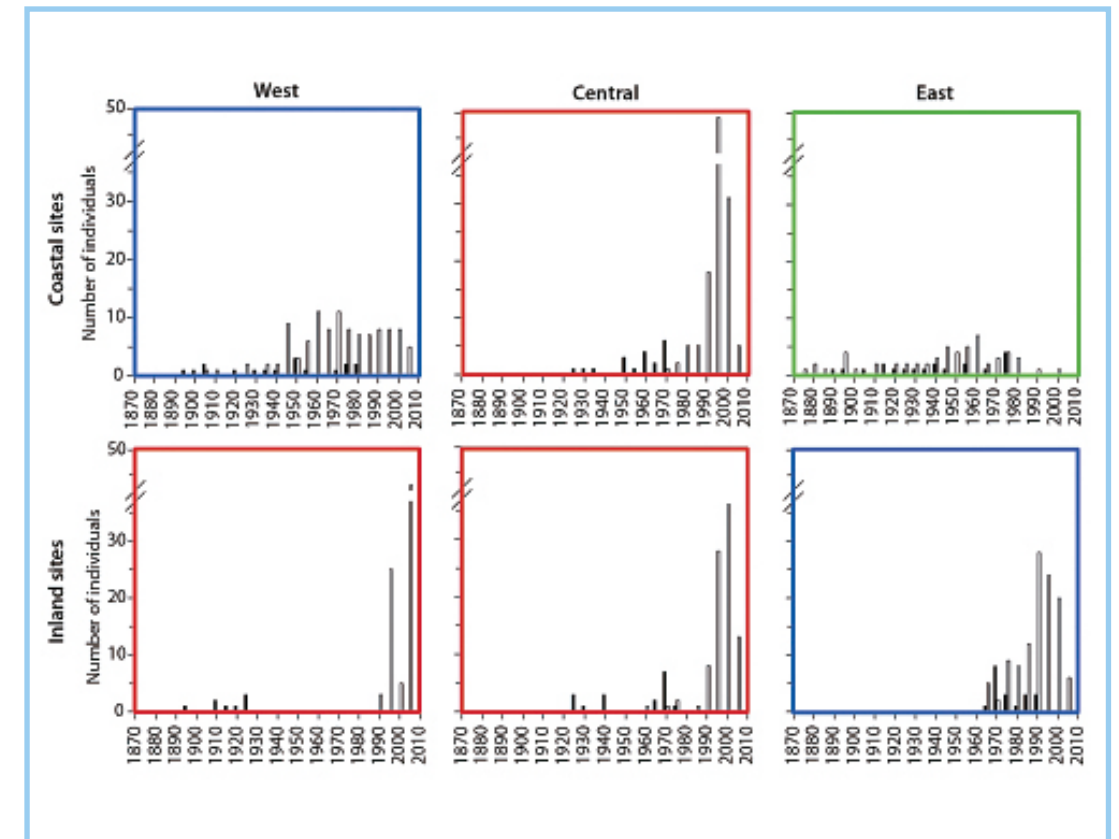 West Central East
Coastal sites
Number of individuals
50
30
20
10
0
1870 1880 1890 1900 1910 1920 1930 1940 1950 1960 1970 1980 1990 2000 2010
1870 1880 1890 1900 1910 1920 1930 1940 1950 1960 1970 1980 1990 2000 2010
1870 1880 1890 1900 1910 1920 1930 1940 1950 1960 1970 1980 1990 2000 2010
Inland sites
Number of individuals
50
30
20
10
0
1870 1880 1890 1900 1910 1920 1930 1940 1950 1960 1970 1980 1990 2000 2010
1870 1880 1890 1900 1910 1920 1930 1940 1950 1960 1970 1980 1990 2000 2010
1870 1880 1890 1900 1910 1920 1930 1940 1950 1960 1970 1980 1990 2000 2010